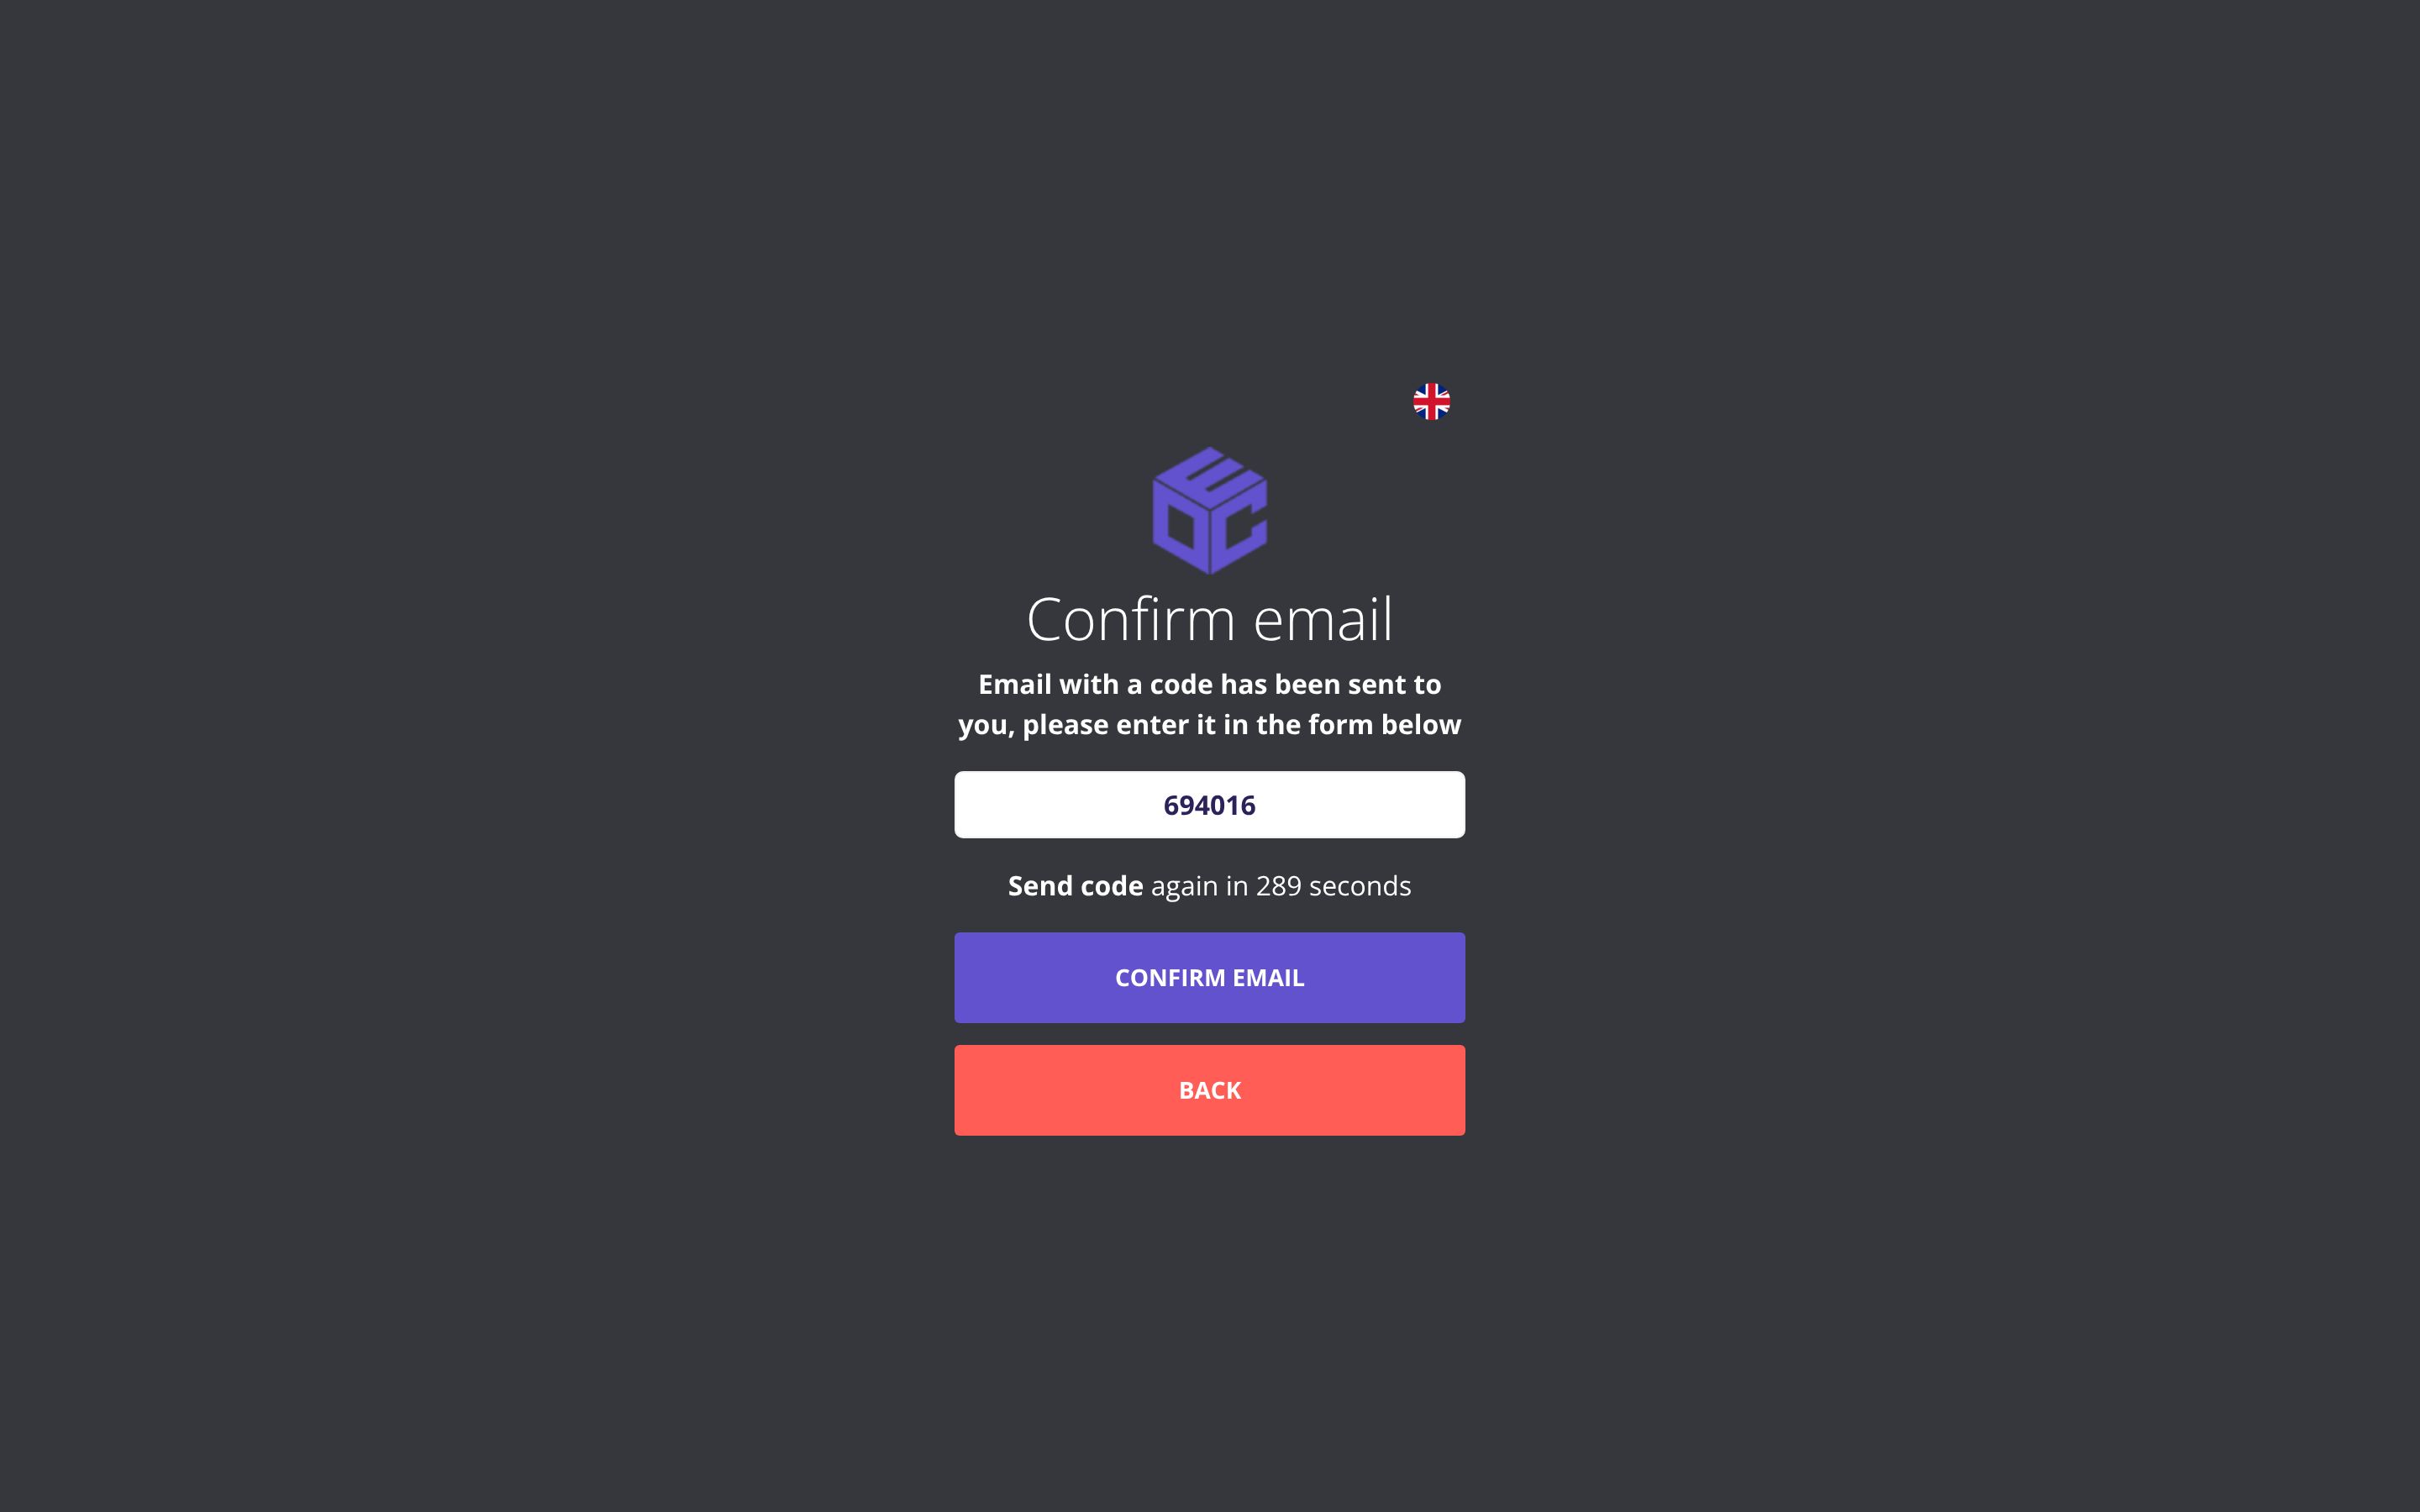 Confirm email
Email with a code has been sent to
you, please enter it in the form below
694016
Send code again in 289 seconds
CONFIRM EMAIL
BACK